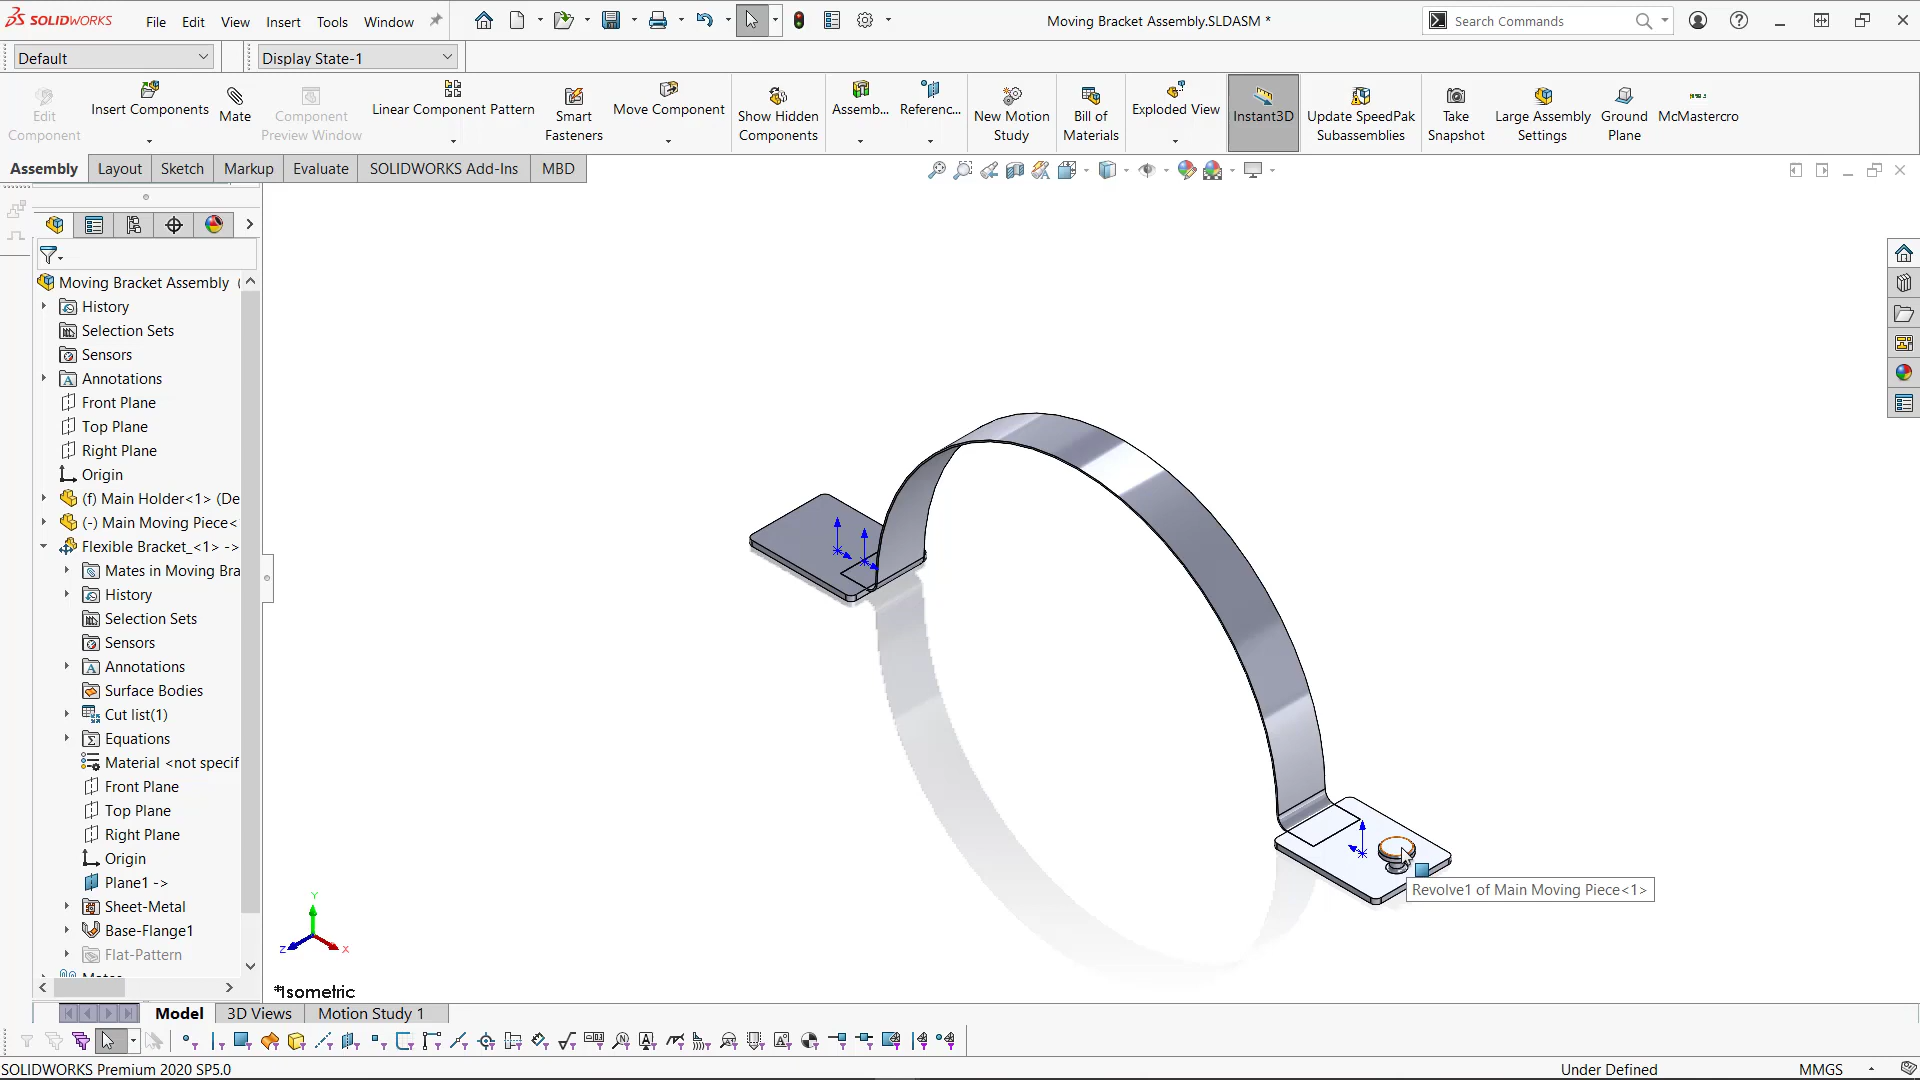 SOLIDWORKS File Edit View Insert Tools Window Moving Bracket Assembly.SLDASM * Search Commands
Default Display State-1
Edit Component
Insert Components
Mate
Component Preview Window
Linear Component Pattern
Smart Fasteners
Move Component
Show Hidden Components
Assemb...
Referenc...
New Motion Study
Bill of Materials
Exploded View
Instant3D
Update SpeedPak Subassemblies
Take Snapshot
Large Assembly Settings
Ground Plane
McMastercro
Assembly Layout Sketch Markup Evaluate SOLIDWORKS Add-Ins MBD
Moving Bracket Assembly (
History
Selection Sets
Sensors
Annotations
Front Plane
Top Plane
Right Plane
Origin
(f) Main Holder<1> (De
(-) Main Moving Piece<
Flexible Bracket_<1> ->
Mates in Moving Bra
History
Selection Sets
Sensors
Annotations
Surface Bodies
Cut list(1)
Equations
Material <not specif
Front Plane
Top Plane
Right Plane
Origin
Plane1 ->
Sheet-Metal
Base-Flange1
Flat-Pattern
Revolve1 of Main Moving Piece<1>
Y
Z X
*Isometric
Model 3D Views Motion Study 1
SOLIDWORKS Premium 2020 SP5.0 Under Defined MMGS